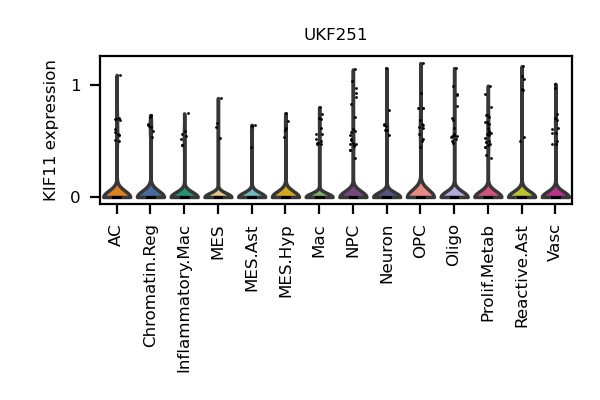 UKF251
KIF11 expression
1
0
AC
Chromatin.Reg
Inflammatory.Mac
MES
MES.Ast
MES.Hyp
Mac
NPC
Neuron
OPC
Oligo
Prolif.Metab
Reactive.Ast
Vasc